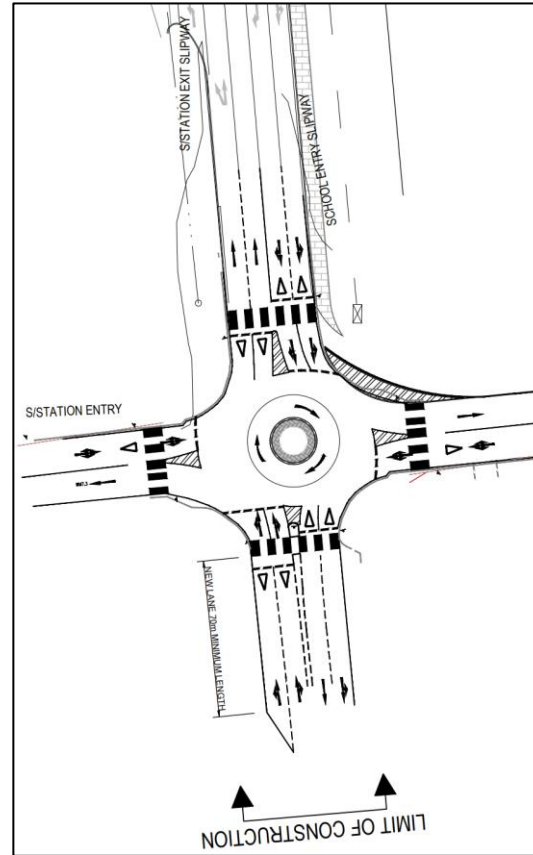 S/STATION EXIT SLIPWAY
SCHOOL ENTRY SLIPWAY
S/STATION ENTRY
NEW LANE 70m MINIMUM LENGTH
LIMIT OF CONSTRUCTION